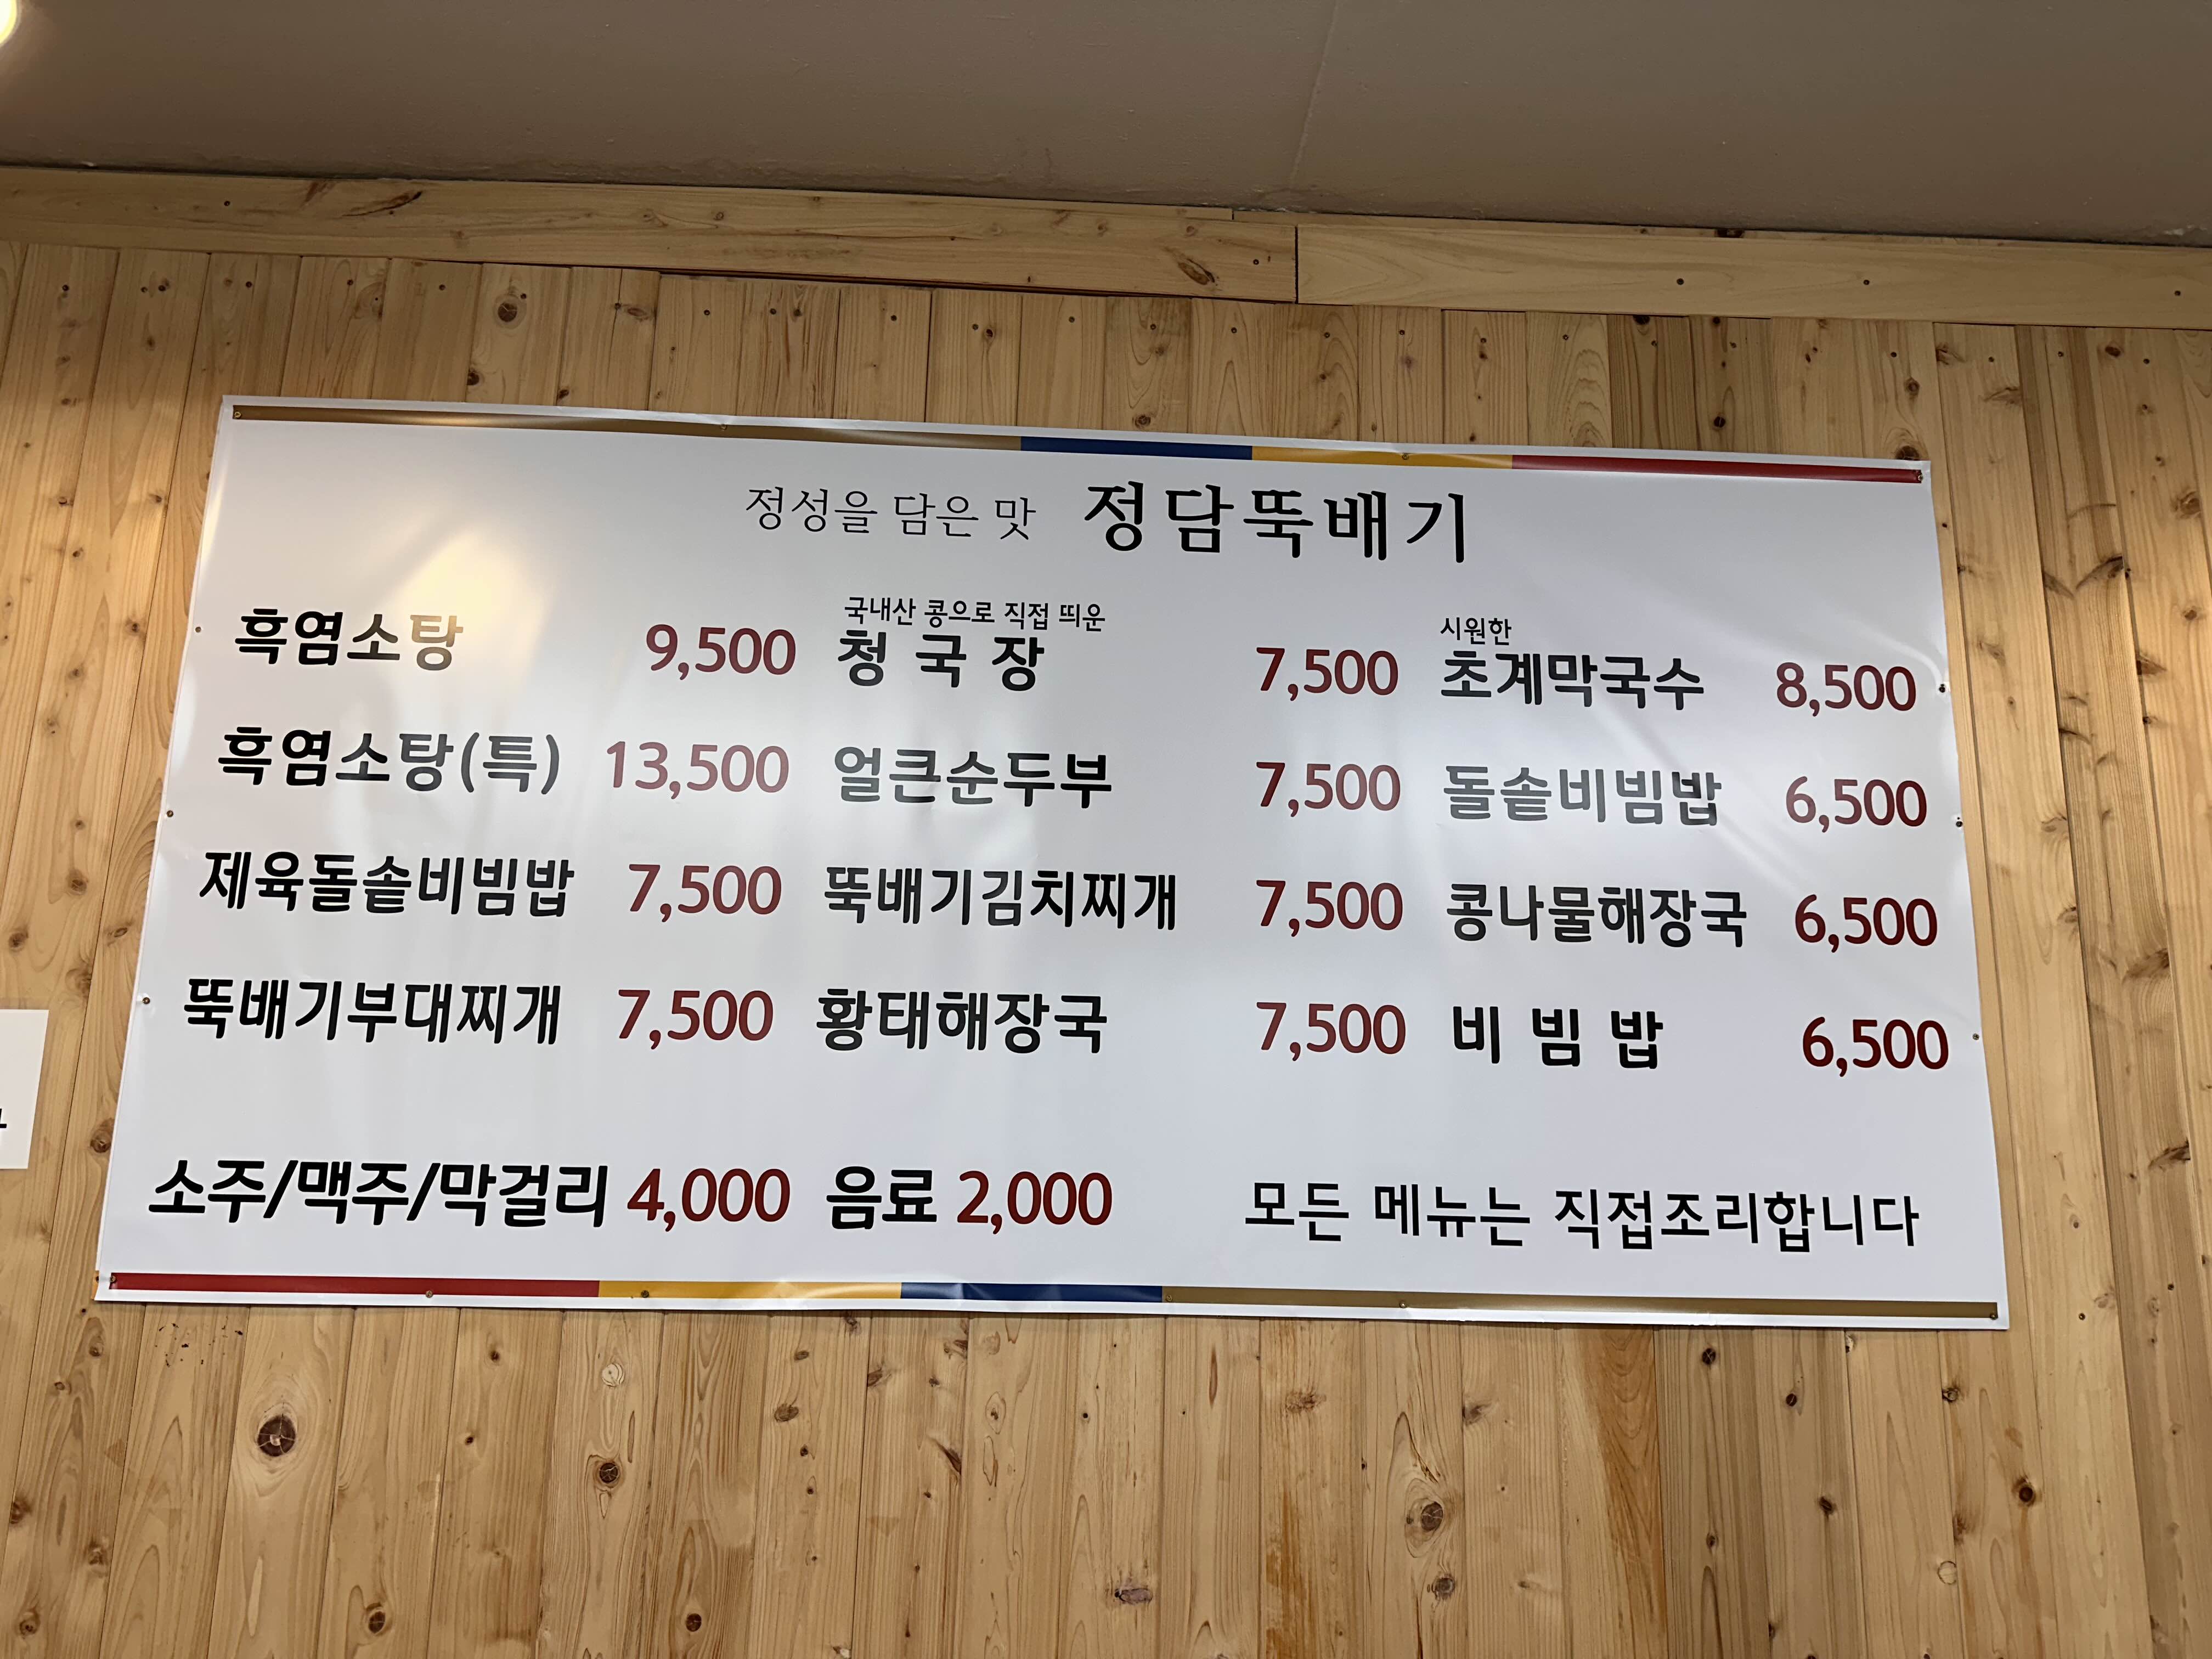 정성을 담은 맛 정담뚝배기
흑염소탕 9,500
흑염소탕(특) 13,500
제육돌솥비빔밥 7,500
뚝배기부대찌개 7,500
국내산 콩으로 직접 띄운
청 국 장 7,500
얼큰순두부 7,500
뚝배기김치찌개 7,500
황태해장국 7,500
시원한
초계막국수 8,500
돌솥비빔밥 6,500
콩나물해장국 6,500
비 빔 밥 6,500
소주/맥주/막걸리 4,000 음료 2,000 모든 메뉴는 직접조리합니다